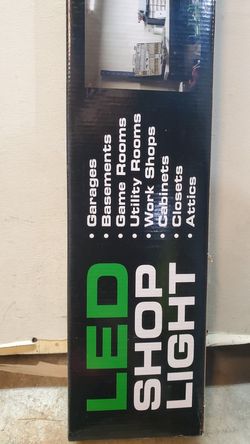 LED
SHOP
LIGHT
• Garages
• Basements
• Game Rooms
• Utility Rooms
• Work Shops
• Cabinets
• Closets
• Attics